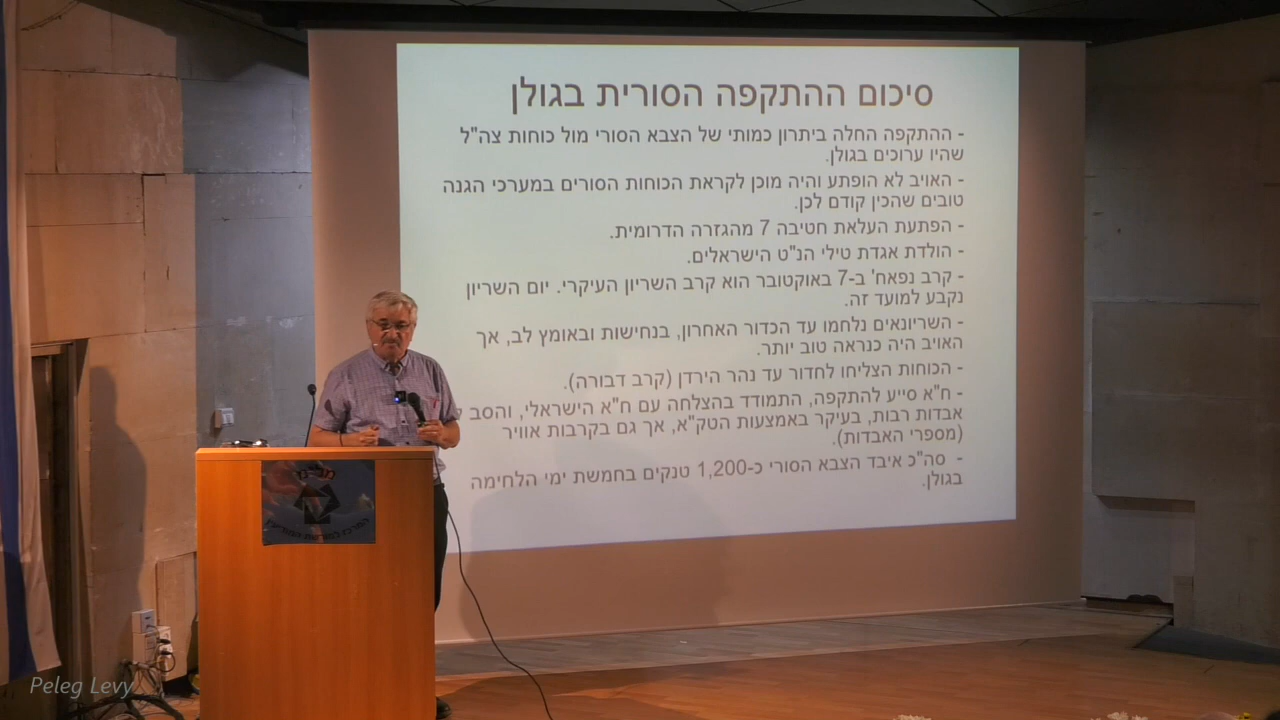 סיכום ההתקפה הסורית בגולן
- ההתקפה החלה ביתרון כמותי של הצבא הסורי מול כוחות צה"ל
שהיו ערוכים בגולן.
- האויב לא הופתע והיה מוכן לקראת הכוחות הסורים במערכי הגנה
טובים שהכין קודם לכן.
- הפתעת העלאת חטיבה 7 מהגזרה הדרומית.
- הולדת אגדת טילי הנ"ט הישראלים.
- קרב נפאח' ב-7 באוקטובר הוא קרב השריון העיקרי. יום השריון
נקבע למועד זה.
- השריונאים נלחמו עד הכדור האחרון, בנחישות ובאומץ לב, אך
האויב היה כנראה טוב יותר.
- הכוחות הצליחו לחדור עד נהר הירדן (קרב דבורה).
- ח"א סייע להתקפה, התמודד בהצלחה עם ח"א הישראלי, והסב
אבדות רבות, בעיקר באמצעות הטק"א, אך גם בקרבות אוויר
(מספרי האבדות).
- סה"כ איבד הצבא הסורי כ-1,200 טנקים בחמשת ימי הלחימה
בגולן.
המרכז למורשת המודיעין
Peleg Levy